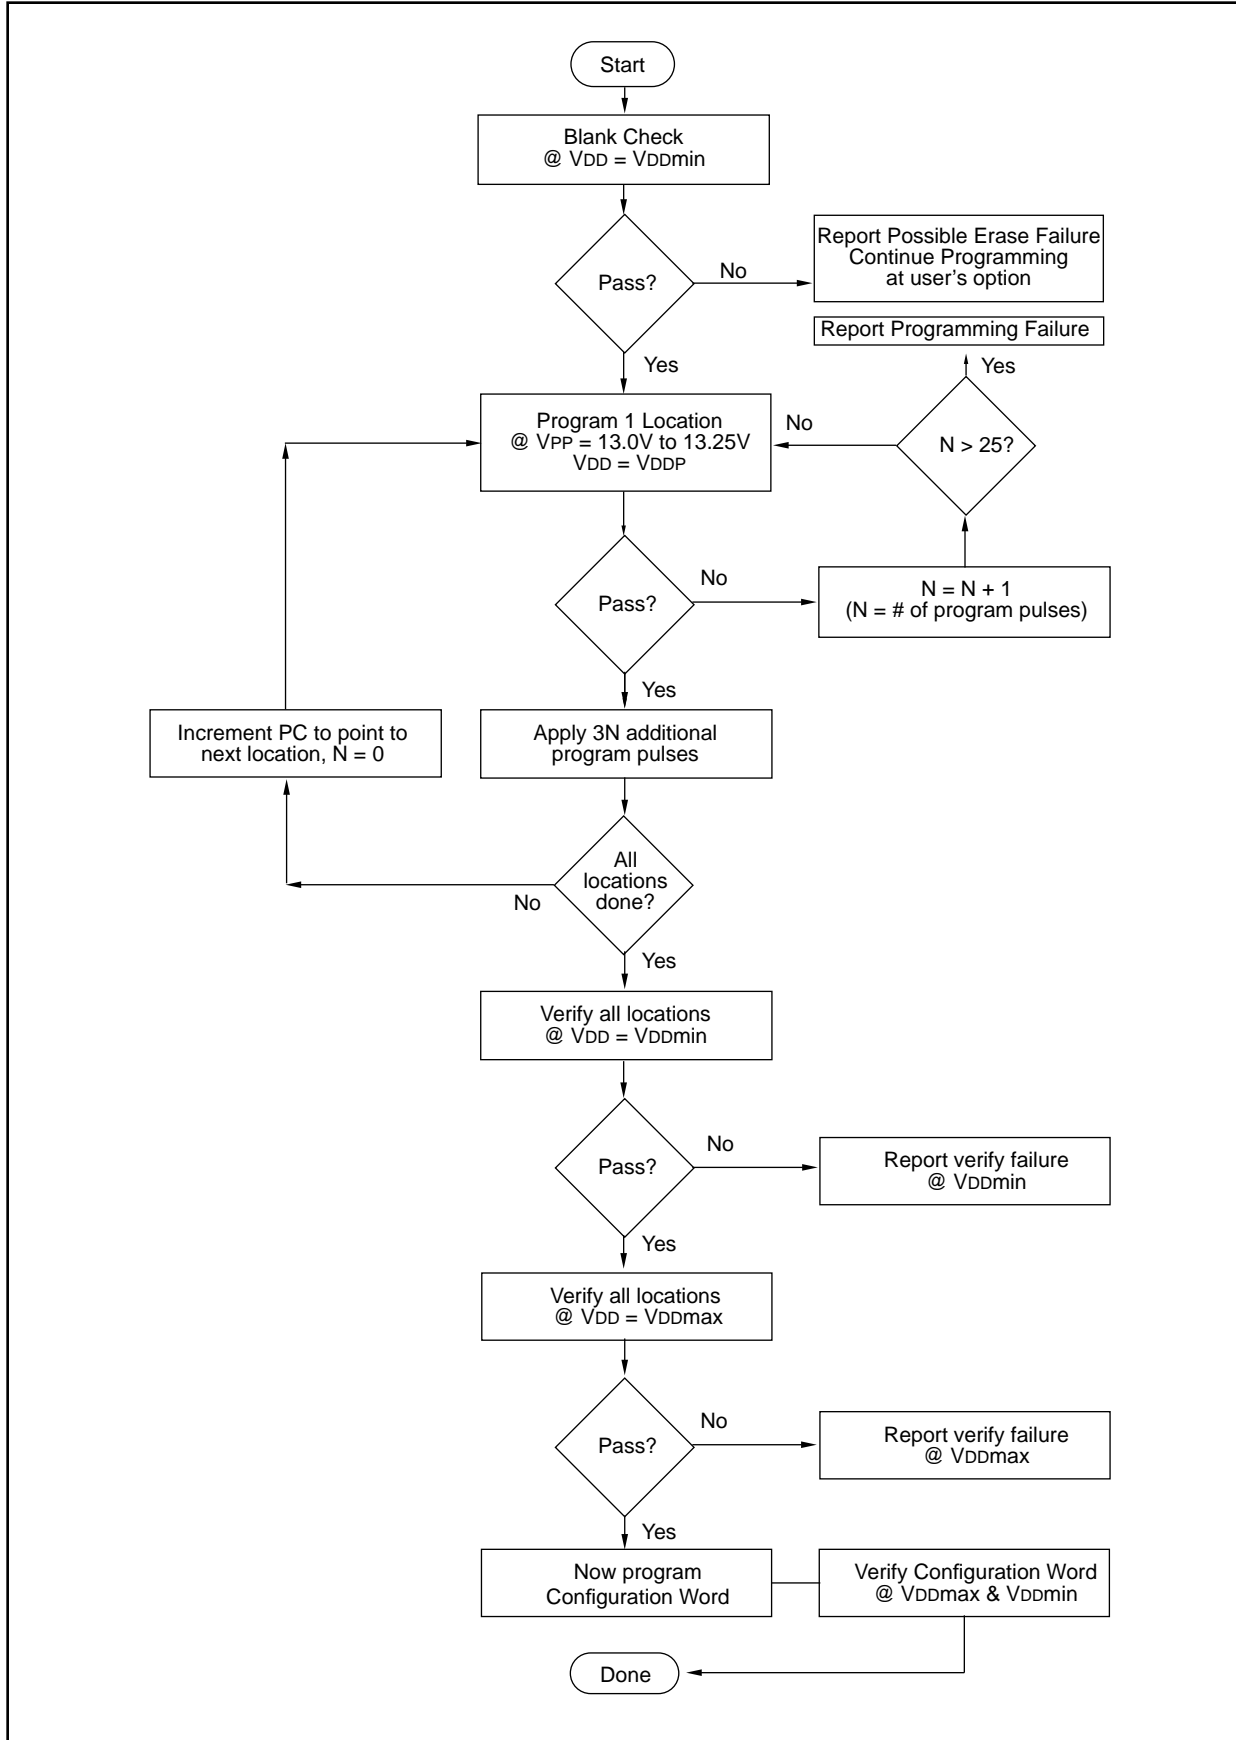 Start
Blank Check
@ VDD = VDDmin
Pass?
No
Report Possible Erase Failure
Continue Programming
at user's option
Yes
Report Programming Failure
Yes
N > 25?
No
Program 1 Location
@ VPP = 13.0V to 13.25V
VDD = VDDP
Pass?
No
N = N + 1
(N = # of program pulses)
Yes
Increment PC to point to
next location, N = 0
Apply 3N additional
program pulses
All
locations
done?
No
Yes
Verify all locations
@ VDD = VDDmin
Pass?
No
Report verify failure
@ VDDmin
Yes
Verify all locations
@ VDD = VDDmax
Pass?
No
Report verify failure
@ VDDmax
Yes
Now program
Configuration Word
Verify Configuration Word
@ VDDmax & VDDmin
Done